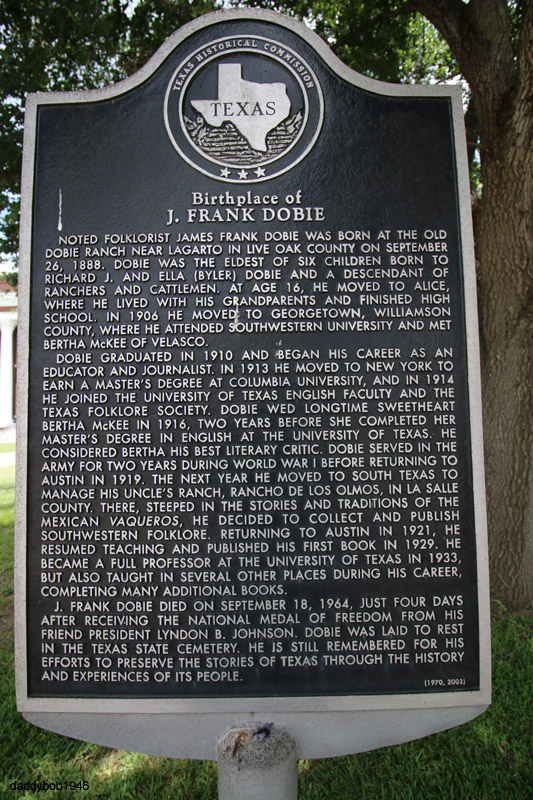 TEXAS HISTORICAL COMMISSION
TEXAS
Birthplace of
J. FRANK DOBIE
NOTED FOLKLORIST JAMES FRANK DOBIE WAS BORN AT THE OLD
DOBIE RANCH NEAR LAGARTO IN LIVE OAK COUNTY ON SEPTEMBER
26, 1888. DOBIE WAS THE ELDEST OF SIX CHILDREN BORN TO
RICHARD J. AND ELLA (BYLER) DOBIE AND A DESCENDANT OF
RANCHERS AND CATTLEMEN. AT AGE 16, HE MOVED TO ALICE,
WHERE HE LIVED WITH HIS GRANDPARENTS AND FINISHED HIGH
SCHOOL. IN 1906 HE MOVED TO GEORGETOWN, WILLIAMSON
COUNTY, WHERE HE ATTENDED SOUTHWESTERN UNIVERSITY AND MET
BERTHA McKEE OF VELASCO.
DOBIE GRADUATED IN 1910 AND BEGAN HIS CAREER AS AN
EDUCATOR AND JOURNALIST. IN 1913 HE MOVED TO NEW YORK TO
EARN A MASTER'S DEGREE AT COLUMBIA UNIVERSITY, AND IN 1914
HE JOINED THE UNIVERSITY OF TEXAS ENGLISH FACULTY AND THE
TEXAS FOLKLORE SOCIETY. DOBIE WED LONGTIME SWEETHEART
BERTHA McKEE IN 1916, TWO YEARS BEFORE SHE COMPLETED HER
MASTER'S DEGREE IN ENGLISH AT THE UNIVERSITY OF TEXAS. HE
CONSIDERED BERTHA HIS BEST LITERARY CRITIC. DOBIE SERVED IN THE
ARMY FOR TWO YEARS DURING WORLD WAR I BEFORE RETURNING TO
AUSTIN IN 1919. THE NEXT YEAR HE MOVED TO SOUTH TEXAS TO
MANAGE HIS UNCLE'S RANCH, RANCHO DE LOS OLMOS, IN LA SALLE
COUNTY. THERE, STEEPED IN THE STORIES AND TRADITIONS OF THE
MEXICAN VAQUEROS, HE DECIDED TO COLLECT AND PUBLISH
SOUTHWESTERN FOLKLORE. RETURNING TO AUSTIN IN 1921, HE
RESUMED TEACHING AND PUBLISHED HIS FIRST BOOK IN 1929. HE
BECAME A FULL PROFESSOR AT THE UNIVERSITY OF TEXAS IN 1933,
BUT ALSO TAUGHT IN SEVERAL OTHER PLACES DURING HIS CAREER,
COMPLETING MANY ADDITIONAL BOOKS.
J. FRANK DOBIE DIED ON SEPTEMBER 18, 1964, JUST FOUR DAYS
AFTER RECEIVING THE NATIONAL MEDAL OF FREEDOM FROM HIS
FRIEND PRESIDENT LYNDON B. JOHNSON. DOBIE WAS LAID TO REST
IN THE TEXAS STATE CEMETERY. HE IS STILL REMEMBERED FOR HIS
EFFORTS TO PRESERVE THE STORIES OF TEXAS THROUGH THE HISTORY
AND EXPERIENCES OF ITS PEOPLE.
(1970, 2003)
daddybob1946